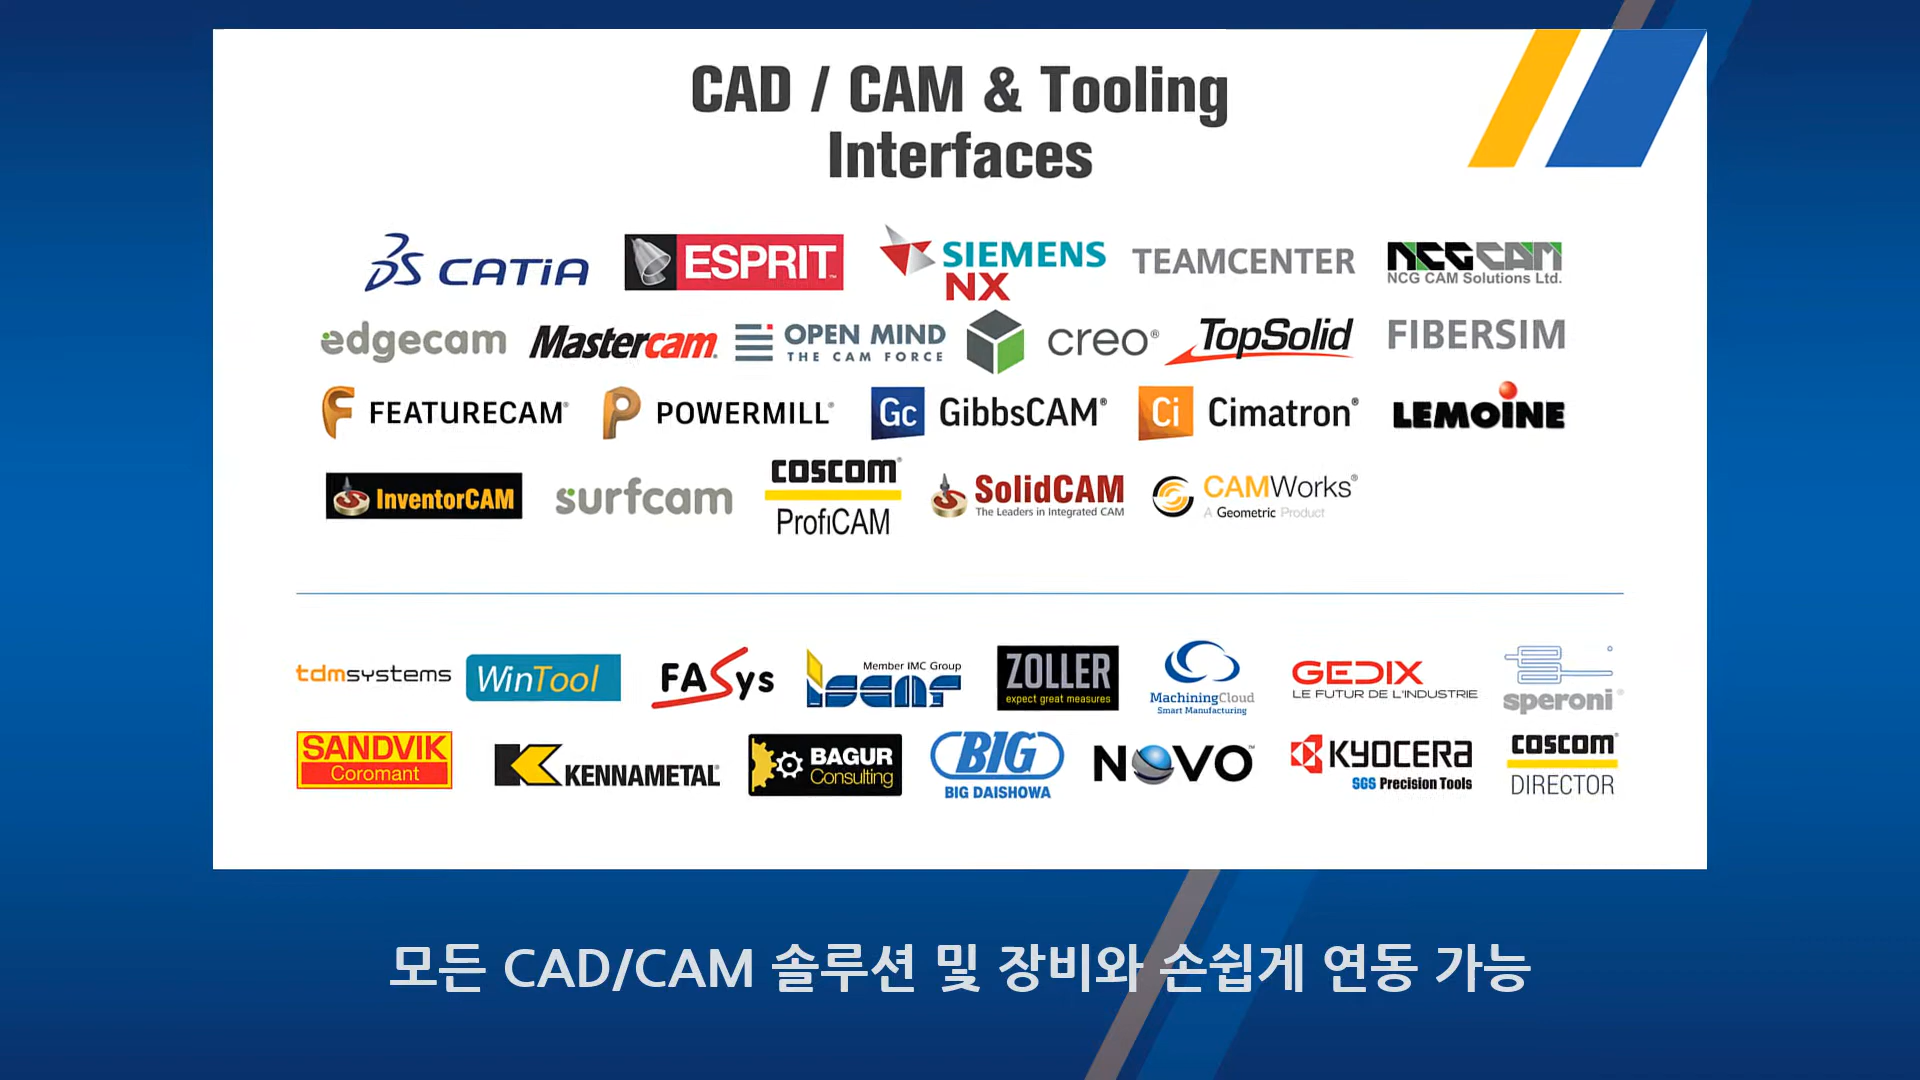 CAD / CAM & Tooling
Interfaces
DS CATIA
ESPRIT™
SIEMENS
NX
TEAMCENTER
NCG CAM
NCG CAM Solutions Ltd.
edgecam
Mastercam®
OPEN MIND
THE CAM FORCE
creo®
TopSolid
FIBERSIM
FEATURECAM®
POWERMILL®
Gc GibbsCAM®
Ci Cimatron®
LEMOINE
InventorCAM
surfcam
COSCOM®
ProfiCAM
SolidCAM
The Leaders in Integrated CAM
CAMWorks®
A Geometric Product
tdmsystems
WinTool
FASys
Member IMC Group
ISCAR
ZOLLER
expect great measures
MachiningCloud
Smart Manufacturing
GEDIX
LE FUTUR DE L'INDUSTRIE
speroni®
SANDVIK
Coromant
KENNAMETAL®
BAGUR
Consulting
BIG
BIG DAISHOWA
NOVO™
KYOCERA
SGS Precision Tools
COSCOM®
DIRECTOR
모든 CAD/CAM 솔루션 및 장비와 손쉽게 연동 가능